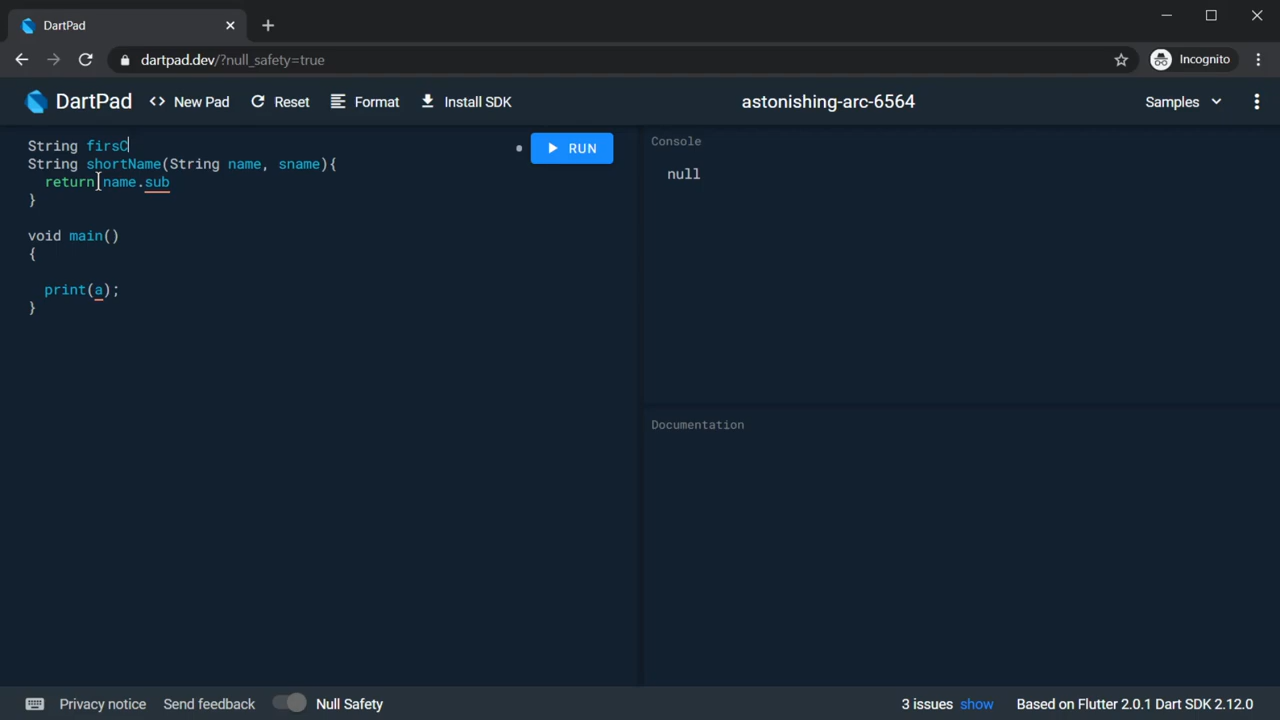 DartPad
dartpad.dev/?null_safety=true
Incognito
DartPad
<> New Pad
Reset
Format
Install SDK
astonishing-arc-6564
Samples
String firsC
String shortName(String name, sname){
return name.sub
}
void main()
{
print(a);
}
RUN
Console
null
Documentation
Privacy notice
Send feedback
Null Safety
3 issues show
Based on Flutter 2.0.1 Dart SDK 2.12.0